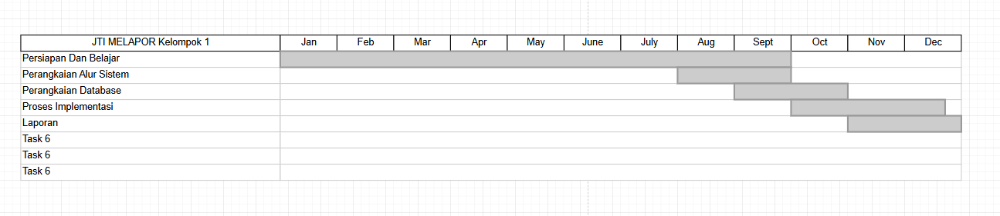 JTI MELAPOR Kelompok 1 Jan Feb Mar Apr May June July Aug Sept Oct Nov Dec
Persiapan Dan Belajar
Perangkaian Alur Sistem
Perangkaian Database
Proses Implementasi
Laporan
Task 6
Task 6
Task 6